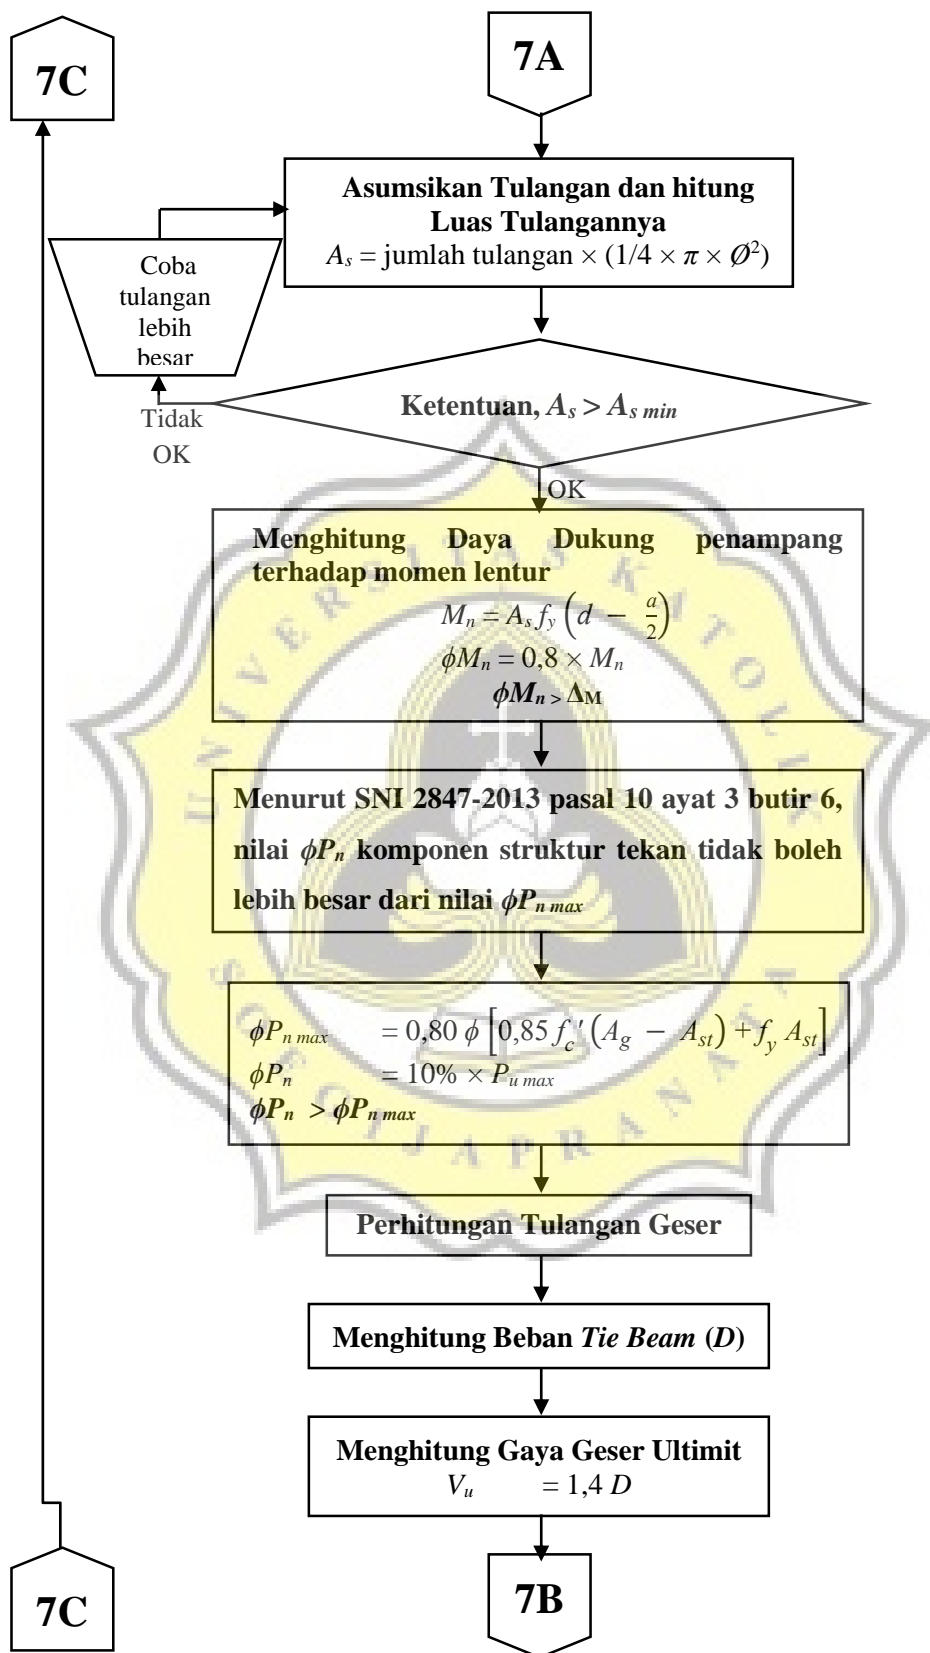 7C
7A
Asumsikan Tulangan dan hitung
Luas Tulangannya
A_s = jumlah tulangan × (1/4 × π × Ø²)
Coba
tulangan
lebih
besar
Ketentuan, A_s > A_s min
Tidak
OK
OK
Menghitung Daya Dukung penampang
terhadap momen lentur
M_n = A_s f_y (d − a/2)
ϕM_n = 0,8 × M_n
ϕM_n > Δ_M
Menurut SNI 2847-2013 pasal 10 ayat 3 butir 6,
nilai ϕP_n komponen struktur tekan tidak boleh
lebih besar dari nilai ϕP_n max
ϕP_n max = 0,80 ϕ [0,85 f_c′ (A_g − A_st) + f_y A_st]
ϕP_n = 10% × P_u max
ϕP_n > ϕP_n max
Perhitungan Tulangan Geser
Menghitung Beban Tie Beam (D)
Menghitung Gaya Geser Ultimit
V_u = 1,4 D
7C
7B
UNIVERSITAS KATOLIK
SOEGIJAPRANATA